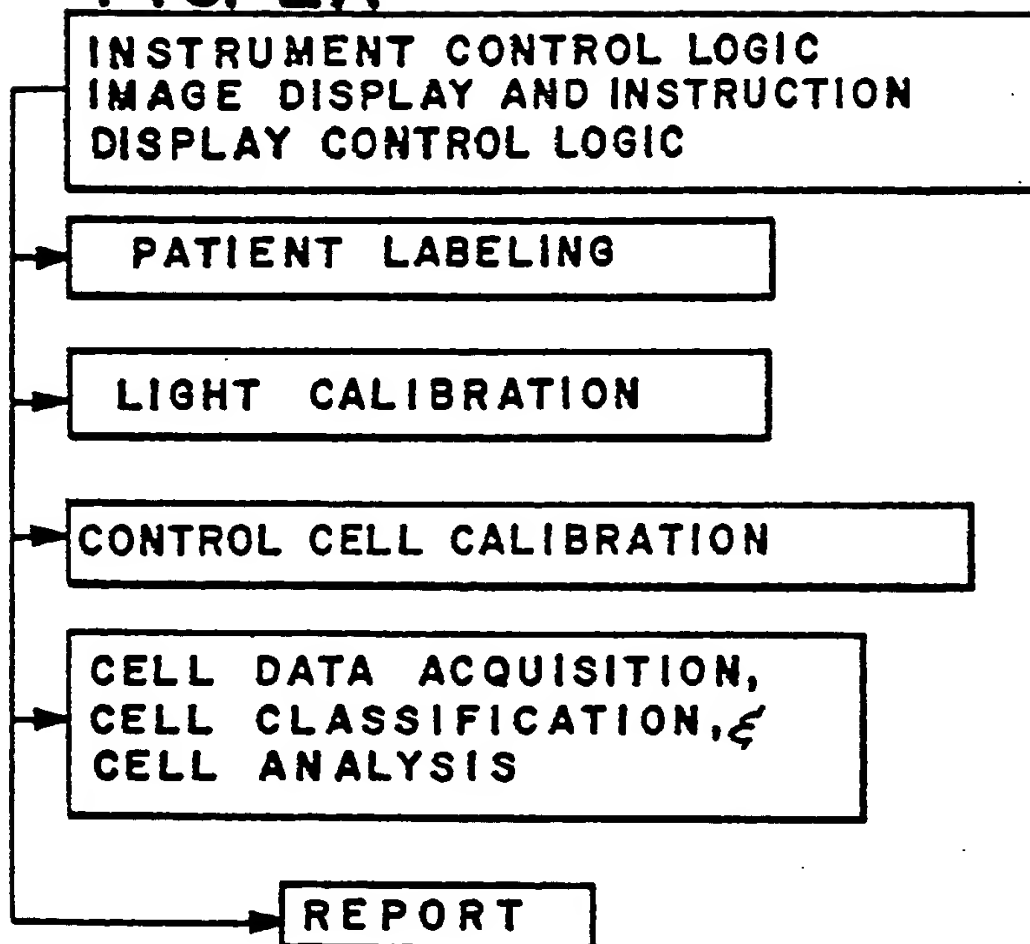 INSTRUMENT CONTROL LOGIC
IMAGE DISPLAY AND INSTRUCTION
DISPLAY CONTROL LOGIC
PATIENT LABELING
LIGHT CALIBRATION
CONTROL CELL CALIBRATION
CELL DATA ACQUISITION,
CELL CLASSIFICATION, &
CELL ANALYSIS
REPORT